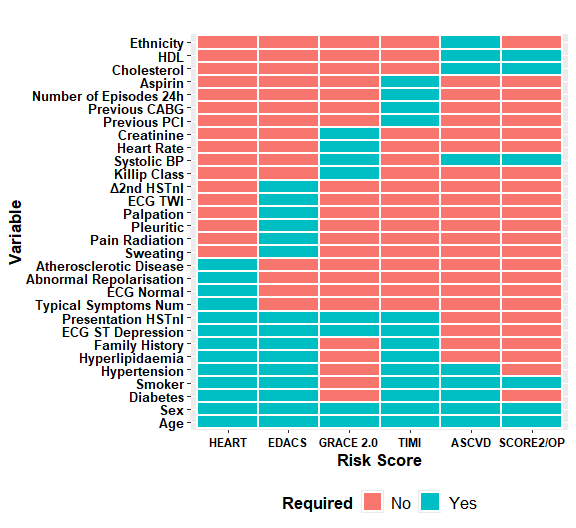 Ethnicity
HDL
Cholesterol
Aspirin
Number of Episodes 24h
Previous CABG
Previous PCI
Creatinine
Heart Rate
Systolic BP
Killip Class
Δ2nd HSTnI
ECG TWI
Palpation
Pleuritic
Pain Radiation
Sweating
Atherosclerotic Disease
Abnormal Repolarisation
ECG Normal
Typical Symptoms Num
Presentation HSTnI
ECG ST Depression
Family History
Hyperlipidaemia
Hypertension
Smoker
Diabetes
Sex
Age
Variable
HEART EDACS GRACE 2.0 TIMI ASCVD SCORE2/OP
Risk Score
Required No Yes